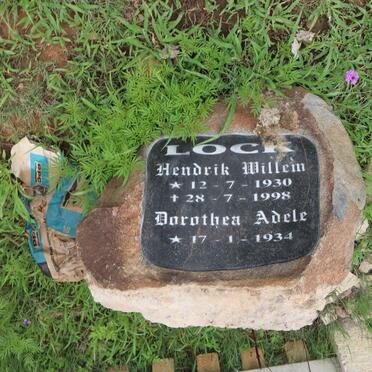 LOCK
Hendrik Willem
★ 12 - 7 - 1930
✝ 28 - 7 - 1998
Dorothea Adele
★ 17 - 1 - 1934